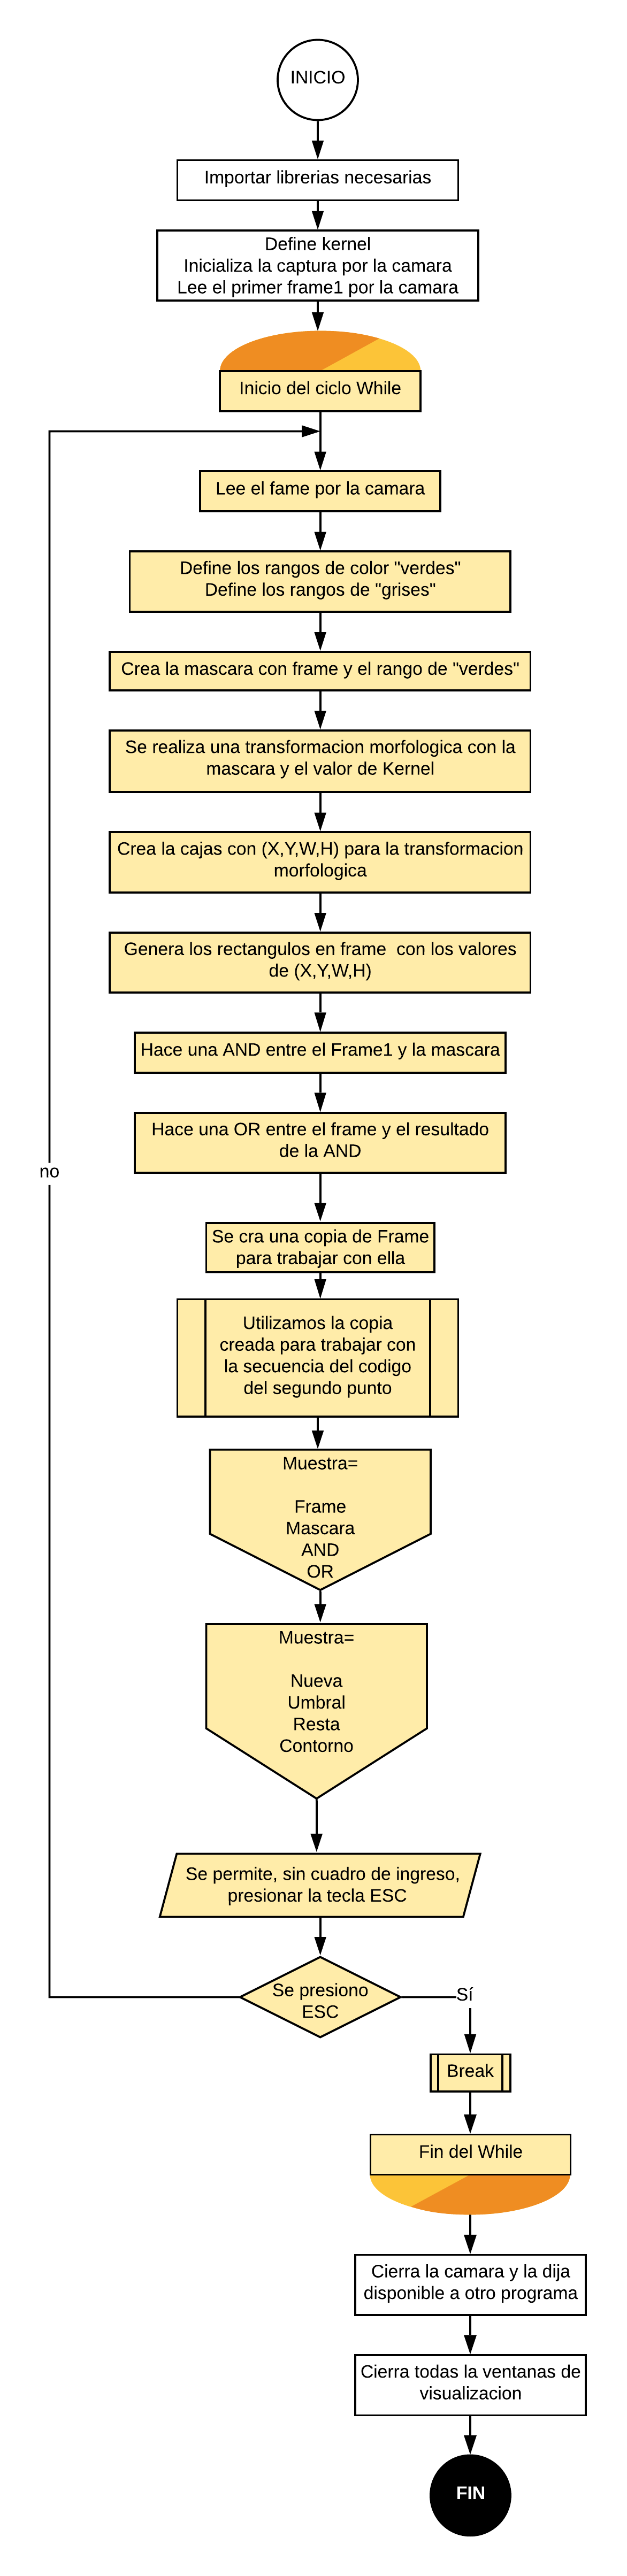 INICIO
Importar librerias necesarias
Define kernel
Inicializa la captura por la camara
Lee el primer frame1 por la camara
Inicio del ciclo While
Lee el fame por la camara
Define los rangos de color "verdes"
Define los rangos de "grises"
Crea la mascara con frame y el rango de "verdes"
Se realiza una transformacion morfologica con la
mascara y el valor de Kernel
Crea la cajas con (X,Y,W,H) para la transformacion
morfologica
Genera los rectangulos en frame  con los valores
de (X,Y,W,H)
Hace una AND entre el Frame1 y la mascara
Hace una OR entre el frame y el resultado
de la AND
no
Se cra una copia de Frame
para trabajar con ella
Utilizamos la copia
creada para trabajar con
la secuencia del codigo
del segundo punto
Muestra=
Frame
Mascara
AND
OR
Muestra=
Nueva
Umbral
Resta
Contorno
Se permite, sin cuadro de ingreso,
presionar la tecla ESC
Se presiono
ESC
Sí
Break
Fin del While
Cierra la camara y la dija
disponible a otro programa
Cierra todas la ventanas de
visualizacion
FIN